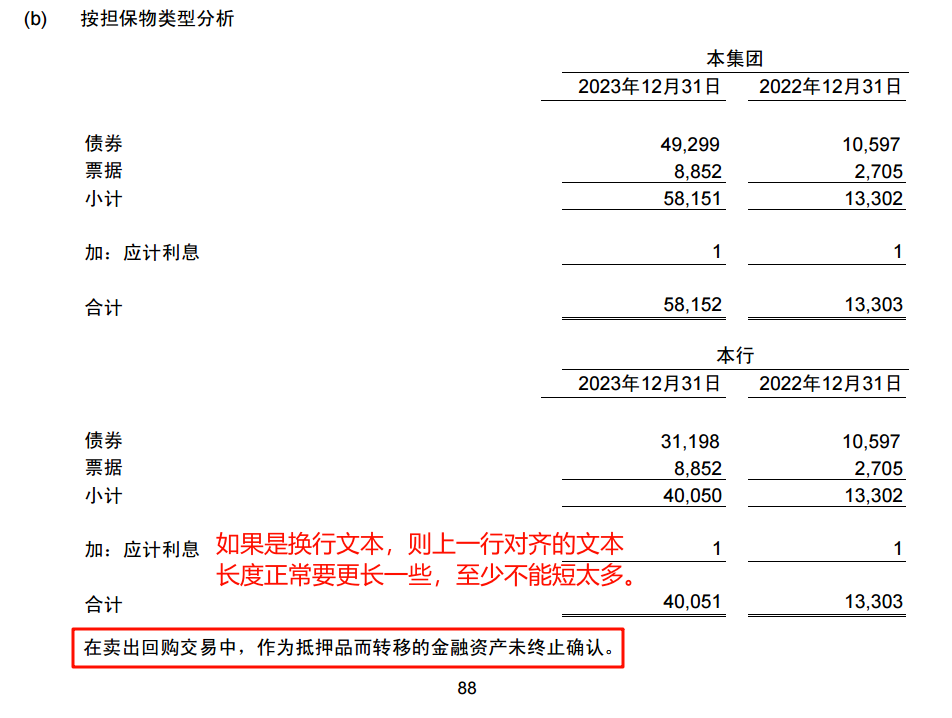 (b) 按担保物类型分析
本集团
2023年12月31日 2022年12月31日
债券 49,299 10,597
票据 8,852 2,705
小计 58,151 13,302
加：应计利息 1 1
合计 58,152 13,303
本行
2023年12月31日 2022年12月31日
债券 31,198 10,597
票据 8,852 2,705
小计 40,050 13,302
加：应计利息 1 1
如果是换行文本，则上一行对齐的文本
长度正常要更长一些，至少不能短太多。
合计 40,051 13,303
在卖出回购交易中，作为抵押品而转移的金融资产未终止确认。
88